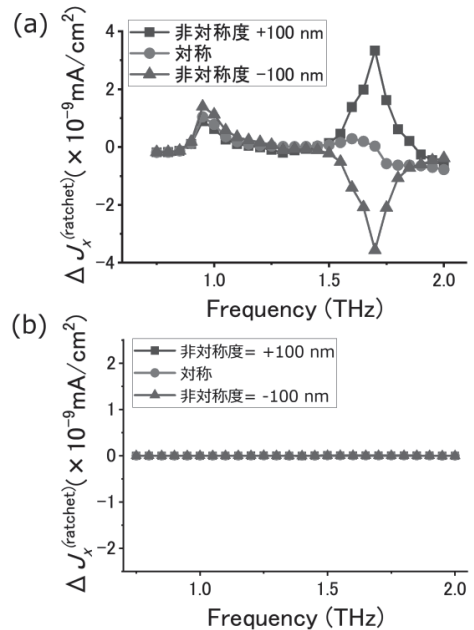 (a)
4
2
0
-2
-4
Δ Jx(ratchet)(×10-9mA/cm2)
非対称度 +100 nm
対称
非対称度 -100 nm
1.0 1.5 2.0
Frequency (THz)
(b)
2
1
0
-1
-2
Δ Jx(ratchet)(×10-9mA/cm2)
非対称度= +100 nm
対称
非対称度= -100 nm
1.0 1.5 2.0
Frequency (THz)